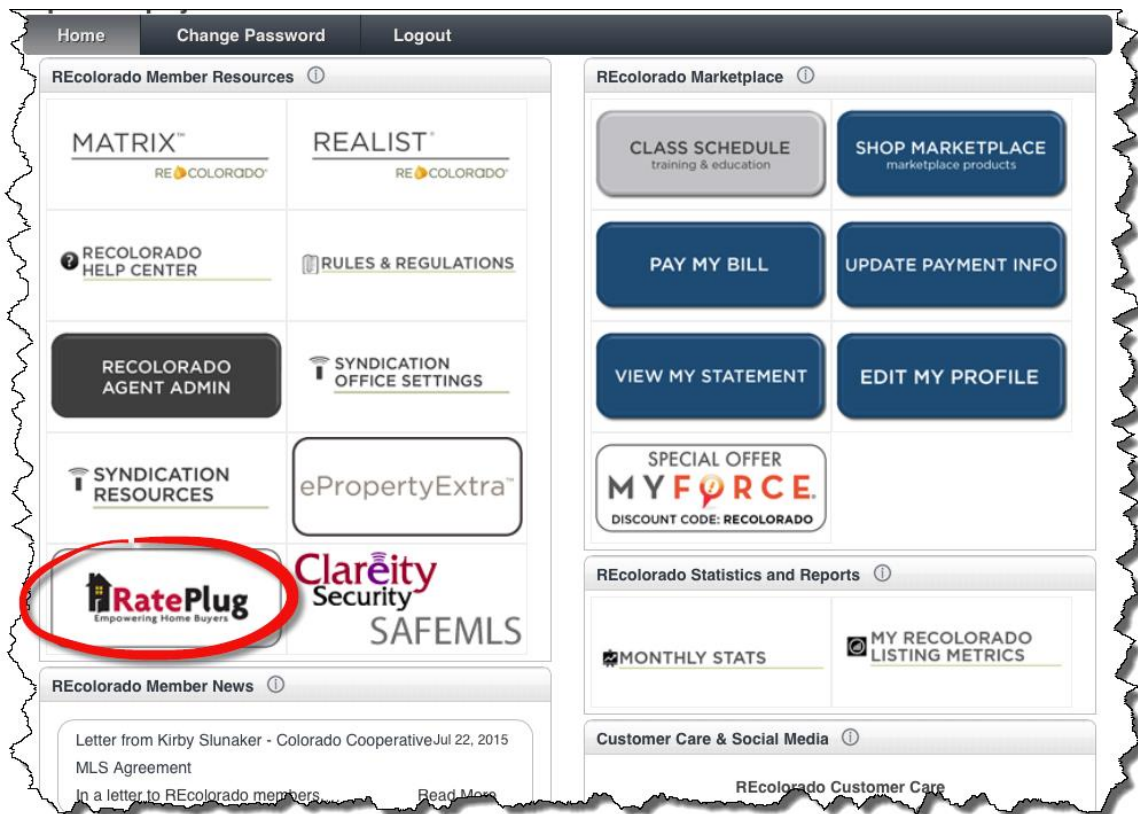 Home Change Password Logout
REcolorado Member Resources
MATRIX™
RECOLORADO®
REALIST®
RECOLORADO®
RECOLORADO
HELP CENTER
RULES & REGULATIONS
RECOLORADO
AGENT ADMIN
SYNDICATION
OFFICE SETTINGS
SYNDICATION
RESOURCES
ePropertyExtra™
RatePlug
Empowering Home Buyers
Clarëity
Security
SAFEMLS
REcolorado Member News
Letter from Kirby Slunaker - Colorado Cooperative Jul 22, 2015
MLS Agreement
In a letter to REcolorado members, Read More
REcolorado Marketplace
CLASS SCHEDULE
training & education
SHOP MARKETPLACE
marketplace products
PAY MY BILL
UPDATE PAYMENT INFO
VIEW MY STATEMENT
EDIT MY PROFILE
SPECIAL OFFER
MYFORCE.
DISCOUNT CODE: RECOLORADO
REcolorado Statistics and Reports
MONTHLY STATS
MY RECOLORADO
LISTING METRICS
Customer Care & Social Media
REcolorado Customer Care